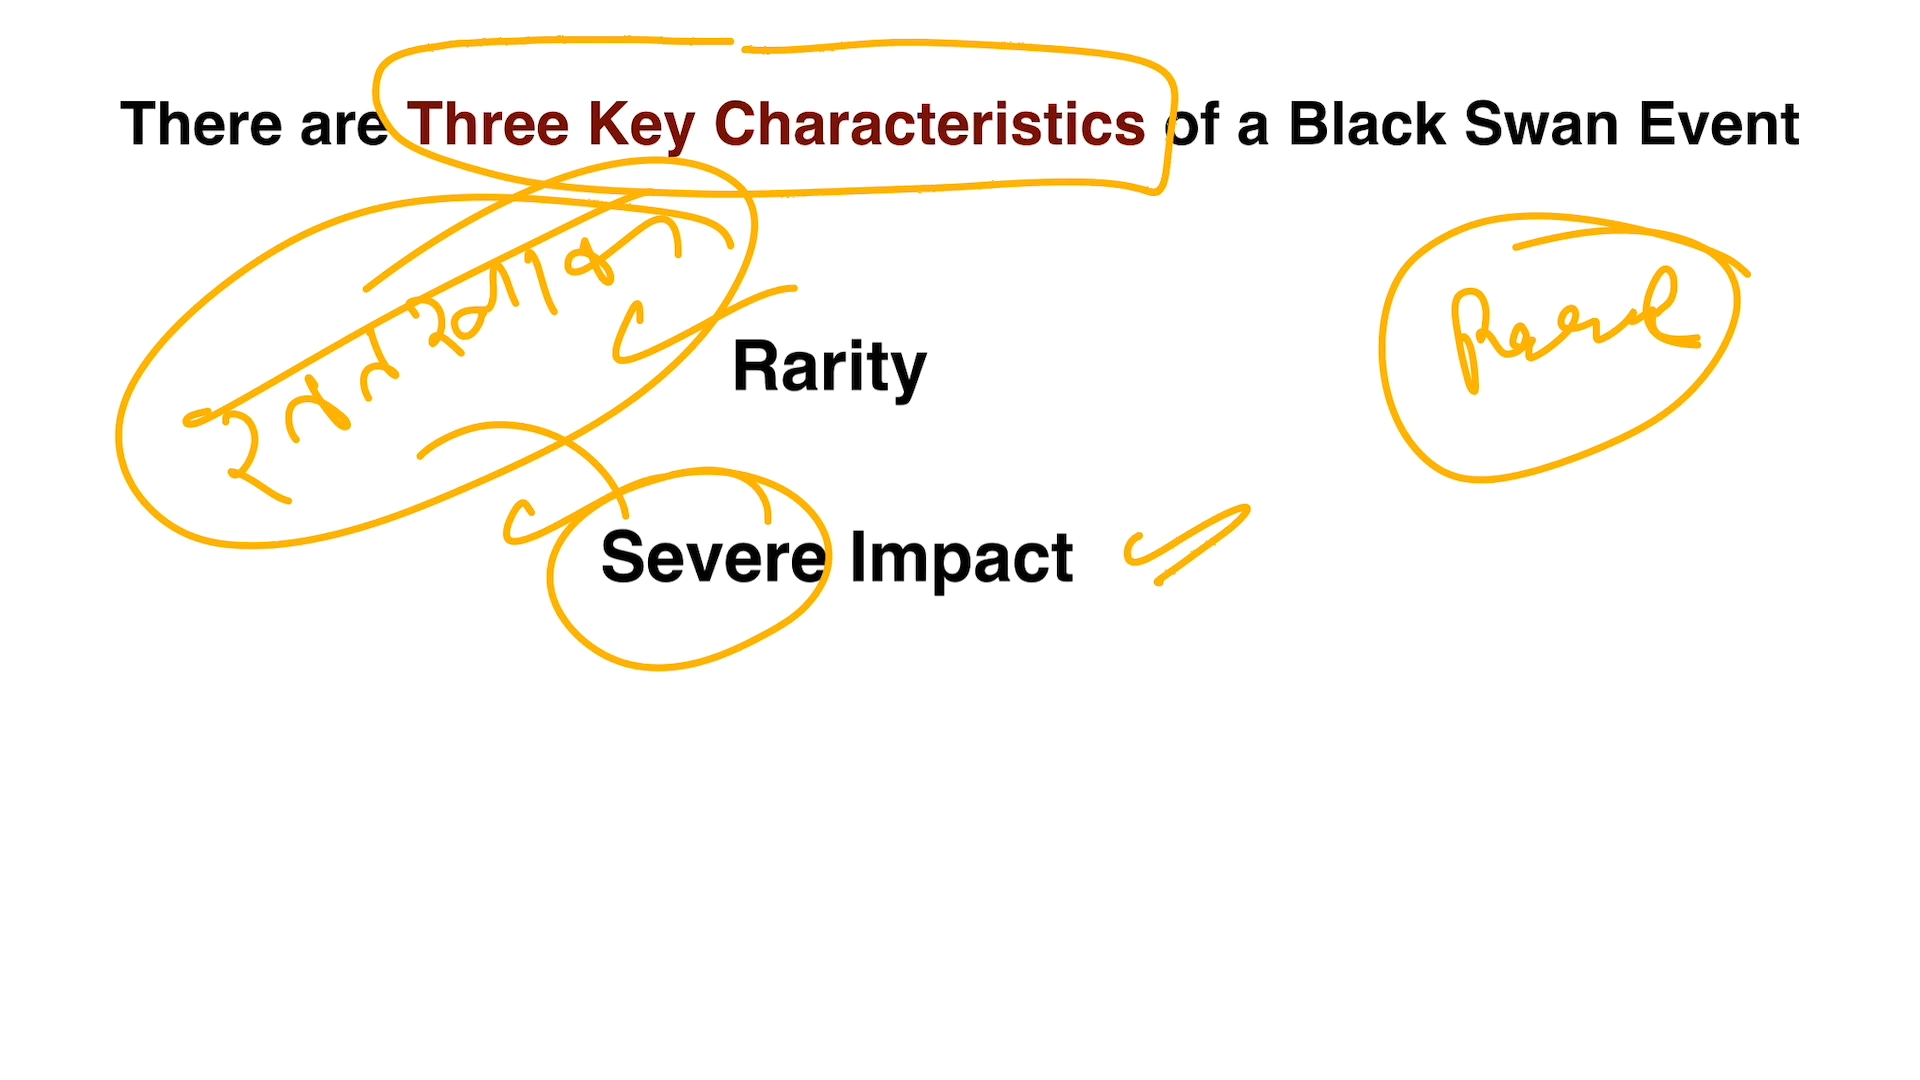 There are Three Key Characteristics of a Black Swan Event
Rarity
Severe Impact